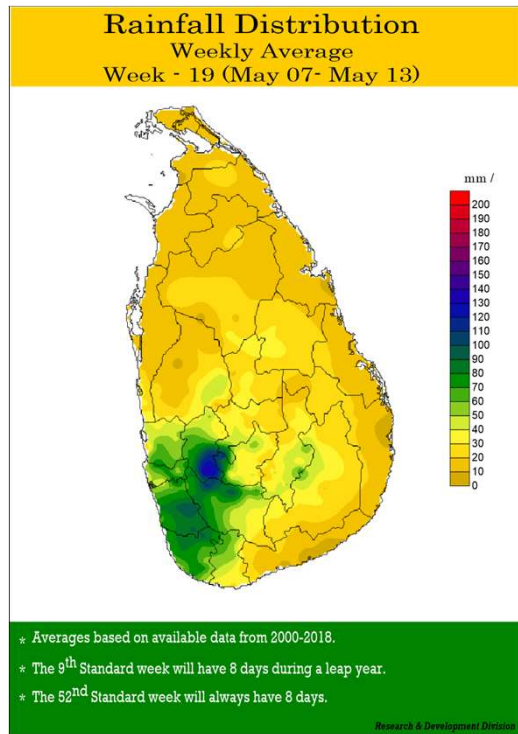 Rainfall Distribution
Weekly Average
Week - 19 (May 07- May 13)
mm /
200
190
180
170
160
150
140
130
120
110
100
90
80
70
60
50
40
30
20
10
0
* Averages based on available data from 2000-2018.
* The 9th Standard week will have 8 days during a leap year.
* The 52nd Standard week will always have 8 days.
Research & Development Division